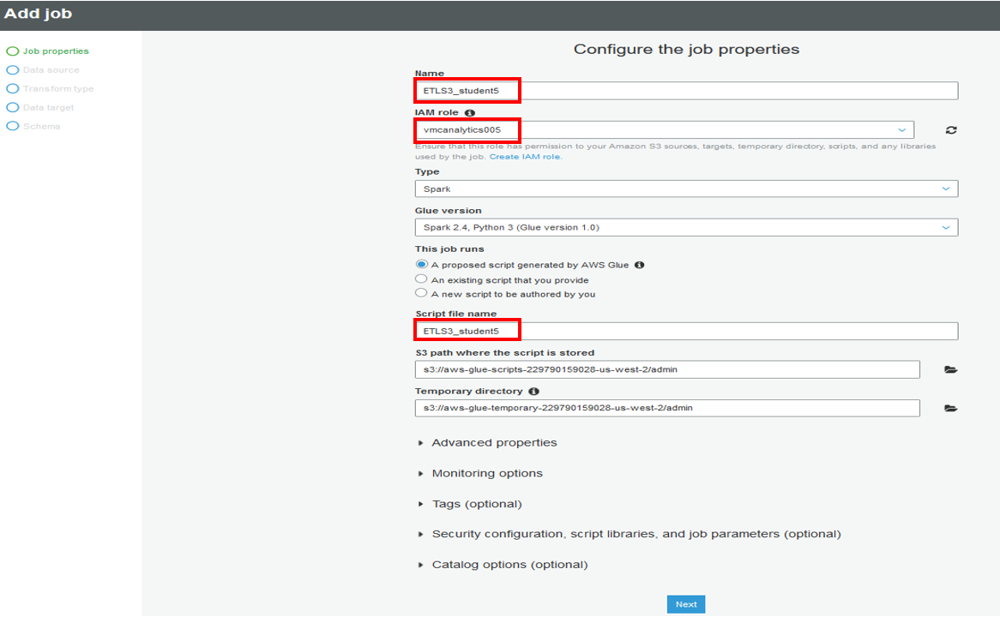 Add job
Job properties
Data source
Transform type
Data target
Schema
Configure the job properties
Name
ETLS3_student5
IAM role
vmcanalytics005
Ensure that this role has permission to your Amazon S3 sources, targets, temporary directory, scripts, and any libraries
used by the job. Create IAM role.
Type
Spark
Glue version
Spark 2.4, Python 3 (Glue version 1.0)
This job runs
A proposed script generated by AWS Glue
An existing script that you provide
A new script to be authored by you
Script file name
ETLS3_student5
S3 path where the script is stored
s3://aws-glue-scripts-229790159028-us-west-2/admin
Temporary directory
s3://aws-glue-temporary-229790159028-us-west-2/admin
Advanced properties
Monitoring options
Tags (optional)
Security configuration, script libraries, and job parameters (optional)
Catalog options (optional)
Next